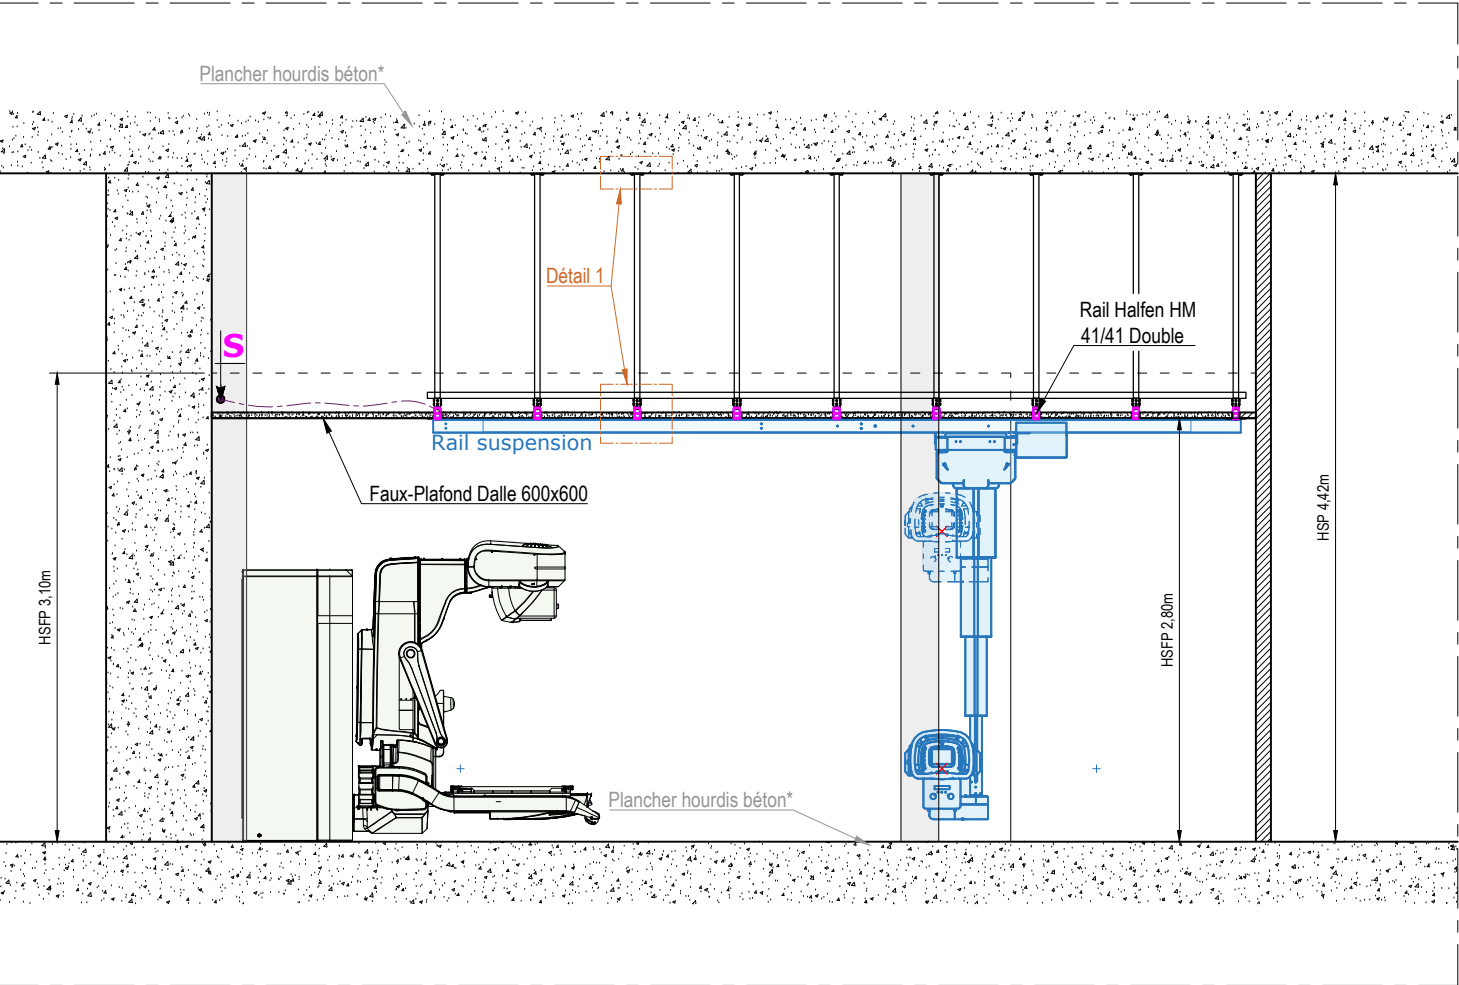 Plancher hourdis béton*
Détail 1
Rail Halfen HM
41/41 Double
S
Rail suspension
Faux-Plafond Dalle 600x600
HSP 4,42m
HSFP 3,10m
HSFP 2,80m
Plancher hourdis béton*